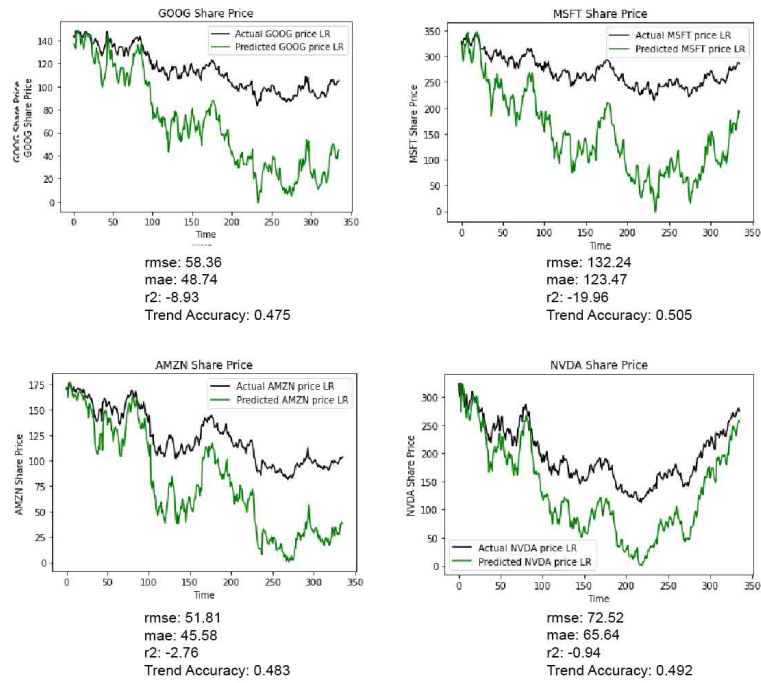 GOOG Share Price
Actual GOOG price LR
Predicted GOOG price LR
GOOG Share Price
GOOG Share Price
140
120
100
80
60
40
20
0
0 50 100 150 200 250 300 350
Time
rmse: 58.36
mae: 48.74
r2: -8.93
Trend Accuracy: 0.475
MSFT Share Price
Actual MSFT price LR
Predicted MSFT price LR
MSFT Share Price
350
300
250
200
150
100
50
0
0 50 100 150 200 250 300 350
Time
rmse: 132.24
mae: 123.47
r2: -19.96
Trend Accuracy: 0.505
AMZN Share Price
Actual AMZN price LR
Predicted AMZN price LR
AMZN Share Price
175
150
125
100
75
50
25
0
0 50 100 150 200 250 300 350
Time
rmse: 51.81
mae: 45.58
r2: -2.76
Trend Accuracy: 0.483
NVDA Share Price
NVDA Share Price
300
250
200
150
100
50
0
Actual NVDA price LR
Predicted NVDA price LR
0 50 100 150 200 250 300 350
Time
rmse: 72.52
mae: 65.64
r2: -0.94
Trend Accuracy: 0.492